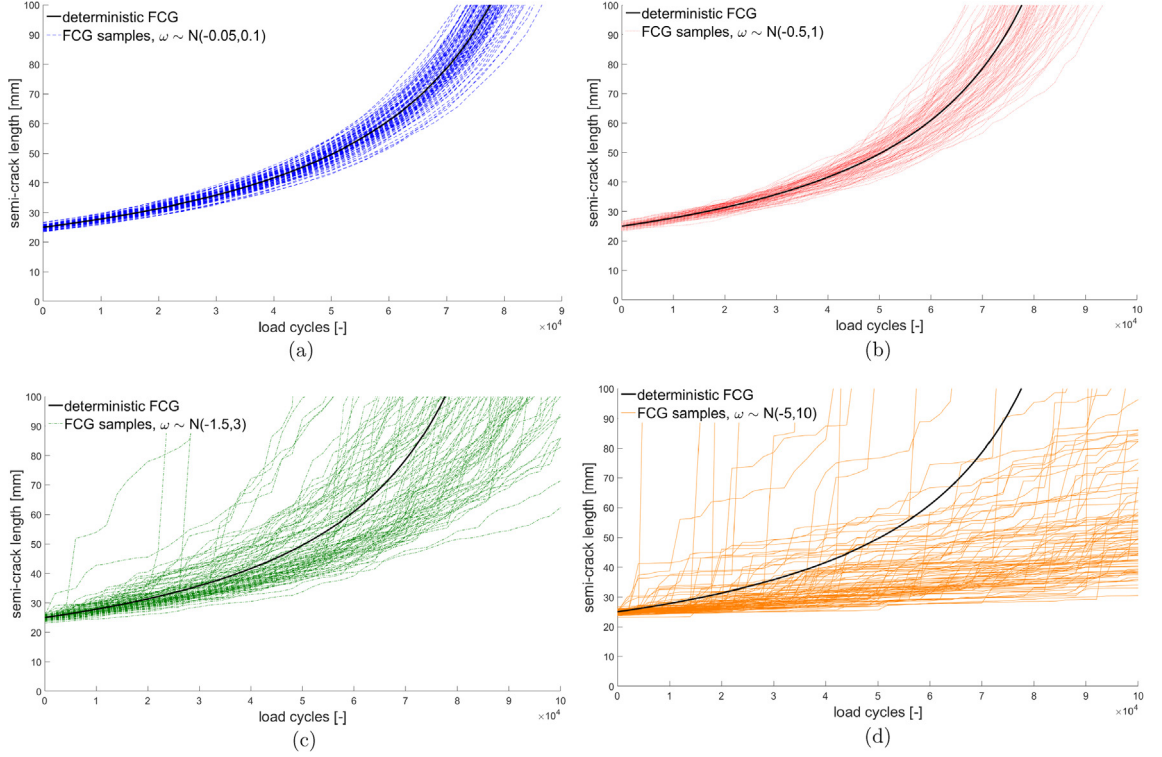 deterministic FCG
FCG samples, ω ~ N(-0.05,0.1)
semi-crack length [mm]
100
90
80
70
60
50
40
30
20
10
0
0 1 2 3 4 5 6 7 8 9
×10⁴
load cycles [-]
(a)
deterministic FCG
FCG samples, ω ~ N(-0.5,1)
semi-crack length [mm]
100
90
80
70
60
50
40
30
20
10
0
0 1 2 3 4 5 6 7 8 9 10
×10⁴
load cycles [-]
(b)
deterministic FCG
FCG samples, ω ~ N(-1.5,3)
semi-crack length [mm]
100
90
80
70
60
50
40
30
20
10
0
0 1 2 3 4 5 6 7 8 9 10
×10⁴
load cycles [-]
(c)
deterministic FCG
FCG samples, ω ~ N(-5,10)
semi-crack length [mm]
100
90
80
70
60
50
40
30
20
10
0
0 1 2 3 4 5 6 7 8 9 10
×10⁴
load cycles [-]
(d)